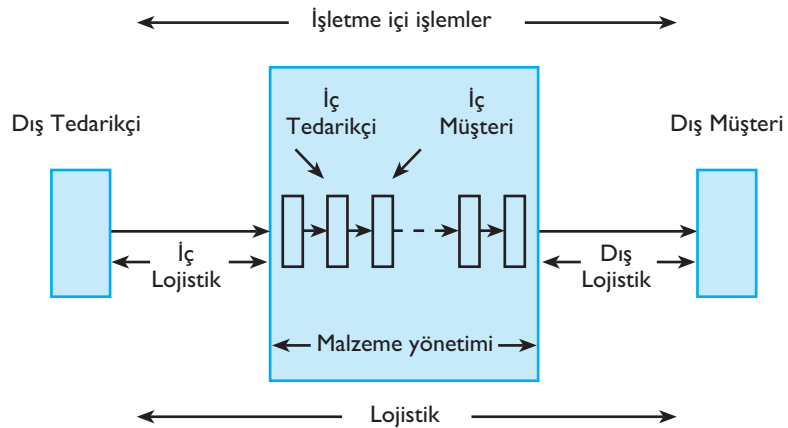 İşletme içi işlemler
İç
Tedarikçi
İç
Müşteri
Dış Tedarikçi
Dış Müşteri
İç
Lojistik
Dış
Lojistik
Malzeme yönetimi
Lojistik